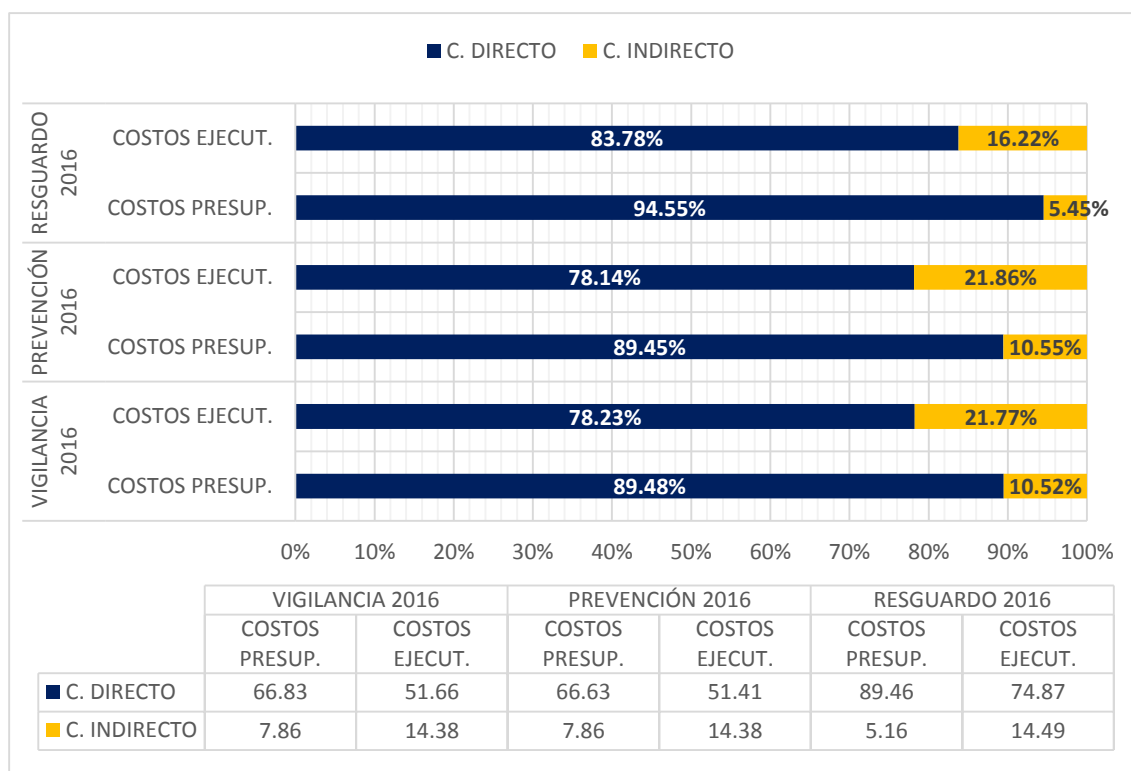 C. DIRECTO C. INDIRECTO
RESGUARDO 2016
COSTOS EJECUT. 83.78% 16.22%
COSTOS PRESUP. 94.55% 5.45%
PREVENCIÓN 2016
COSTOS EJECUT. 78.14% 21.86%
COSTOS PRESUP. 89.45% 10.55%
VIGILANCIA 2016
COSTOS EJECUT. 78.23% 21.77%
COSTOS PRESUP. 89.48% 10.52%
0% 10% 20% 30% 40% 50% 60% 70% 80% 90% 100%
VIGILANCIA 2016 PREVENCIÓN 2016 RESGUARDO 2016
COSTOS COSTOS COSTOS COSTOS COSTOS COSTOS
PRESUP. EJECUT. PRESUP. EJECUT. PRESUP. EJECUT.
C. DIRECTO 66.83 51.66 66.63 51.41 89.46 74.87
C. INDIRECTO 7.86 14.38 7.86 14.38 5.16 14.49